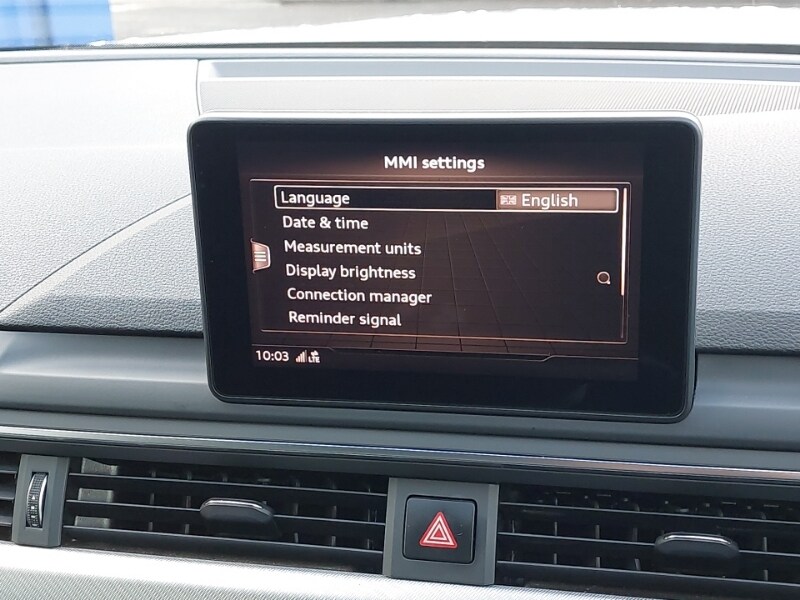 MMI settings
Language English
Date & time
Measurement units
Display brightness
Connection manager
Reminder signal
10:03 LTE